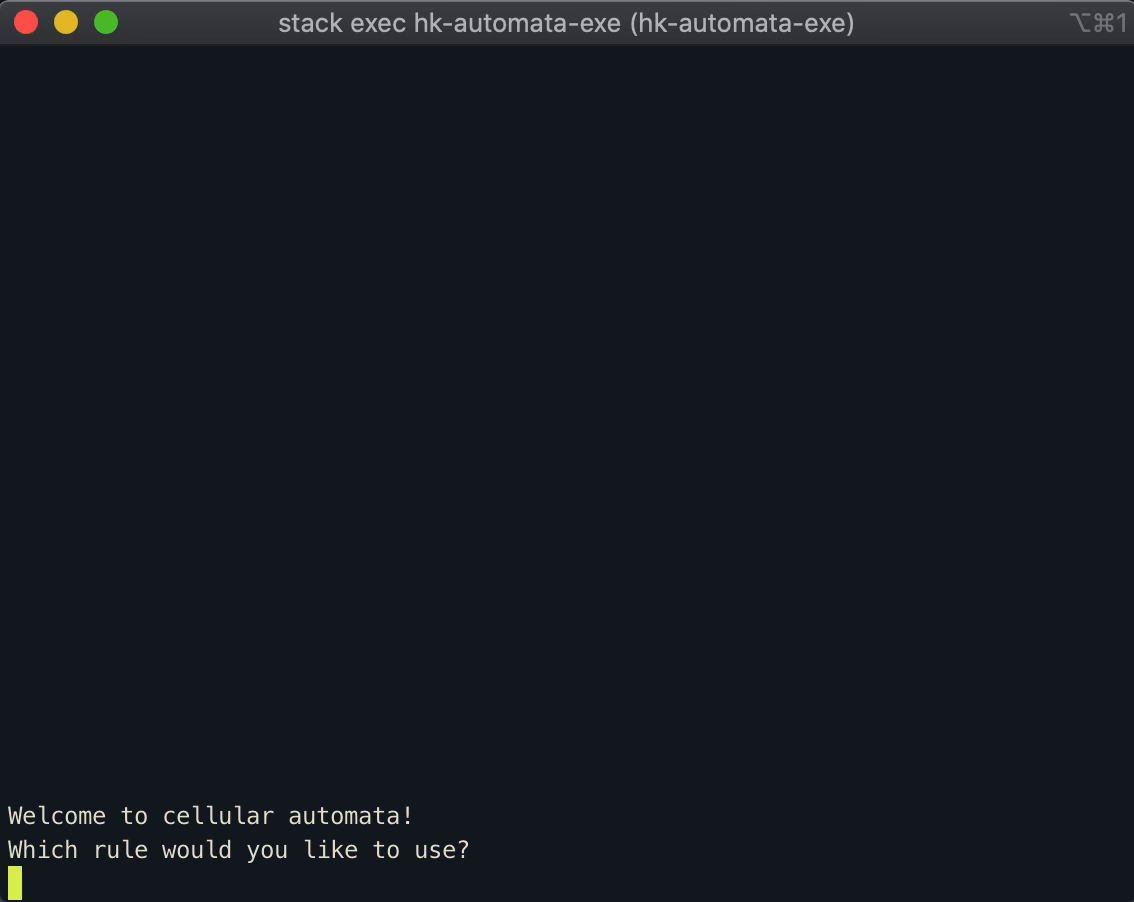 stack exec hk-automata-exe (hk-automata-exe)
⌥⌘1
Welcome to cellular automata!
Which rule would you like to use?